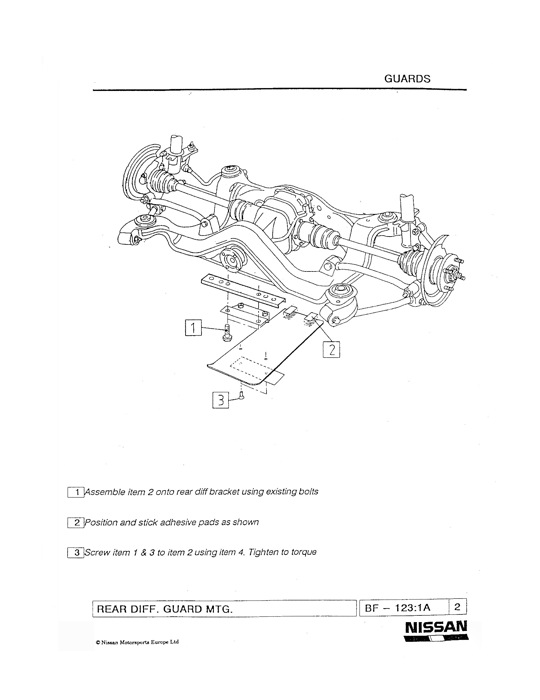 GUARDS
1
2
3
1 Assemble item 2 onto rear diff bracket using existing bolts
2 Position and stick adhesive pads as shown
3 Screw item 1 & 3 to item 2 using item 4. Tighten to torque
REAR DIFF. GUARD MTG. BF – 123:1A 2
NISSAN
© Nissan Motorsports Europe Ltd